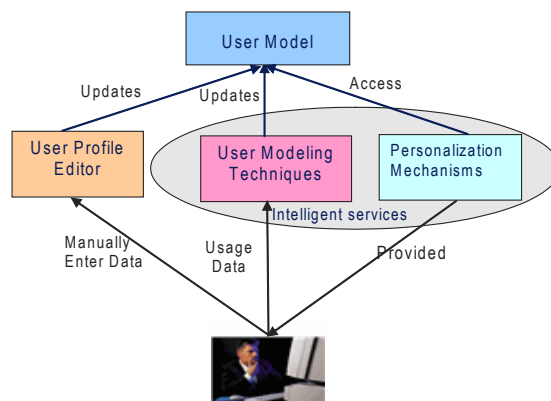 User Model
Updates
Updates
Access
User Profile
Editor
User Modeling
Techniques
Personalization
Mechanisms
Intelligent services
Manually
Enter Data
Usage
Data
Provided